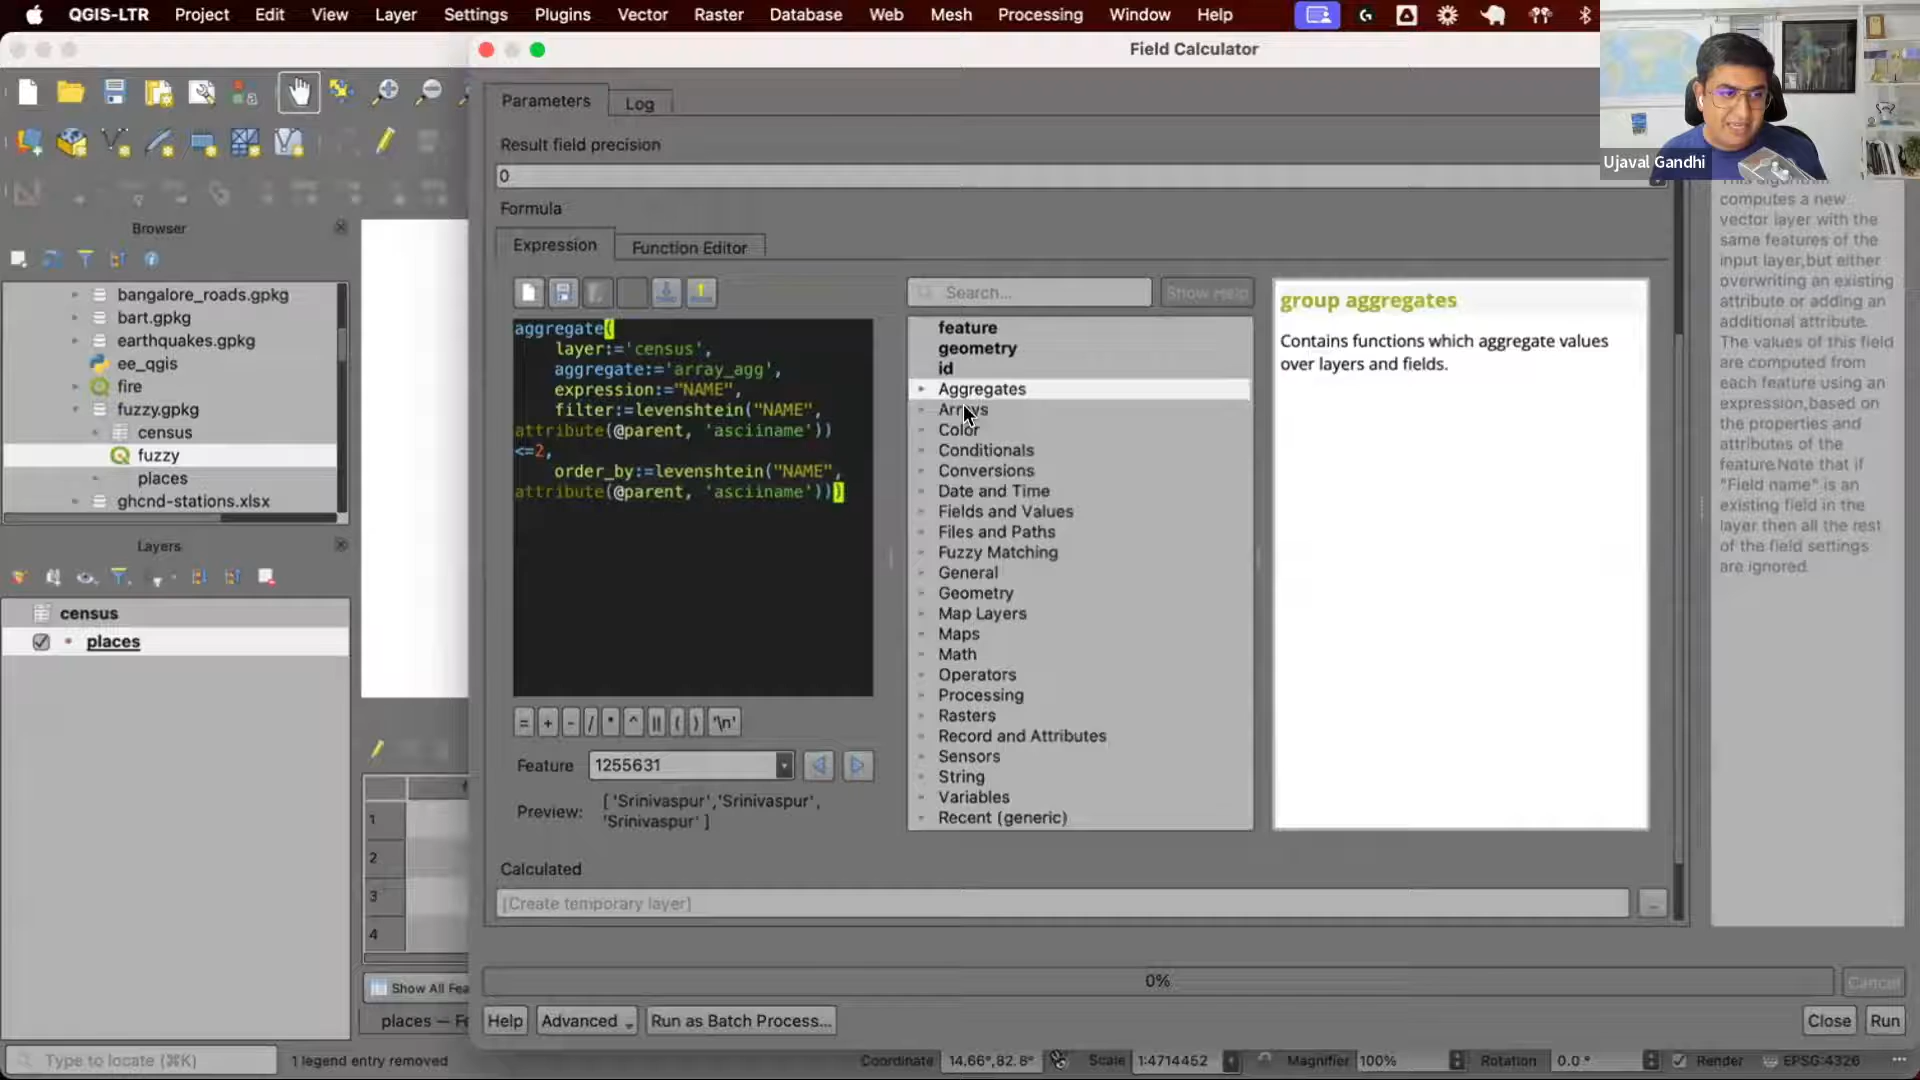 QGIS-LTR Project Edit View Layer Settings Plugins Vector Raster Database Web Mesh Processing Window Help
Field Calculator
Parameters
Log
Result field precision
0
Formula
Expression
Function Editor
Ujaval Gandhi
Browser
bangalore_roads.gpkg
bart.gpkg
earthquakes.gpkg
ee_qgis
fire
fuzzy.gpkg
census
fuzzy
places
ghcnd-stations.xlsx
Layers
census
places
aggregate(
layer:='census',
aggregate:='array_agg',
expression:="NAME",
filter:=levenshtein("NAME",
attribute(@parent, 'asciiname'))
<=2,
order_by:=levenshtein("NAME",
attribute(@parent, 'asciiname')))
= + - / * ^ || ( ) '\n'
Feature 1255631
Preview: [ 'Srinivaspur','Srinivaspur',
'Srinivaspur' ]
Search...
Show Help
feature
geometry
id
Aggregates
Arrays
Color
Conditionals
Conversions
Date and Time
Fields and Values
Files and Paths
Fuzzy Matching
General
Geometry
Map Layers
Maps
Math
Operators
Processing
Rasters
Record and Attributes
Sensors
String
Variables
Recent (generic)
group aggregates
Contains functions which aggregate values
over layers and fields.
This algorithm
computes a new
vector layer with the
same features of the
input layer,but either
overwriting an existing
attribute or adding an
additional attribute.
The values of this field
are computed from
each feature using an
expression,based on
the properties and
attributes of the
feature.Note that if
"Field name" is an
existing field in the
layer then all the rest
of the field settings
are ignored.
Calculated
[Create temporary layer]
...
1
2
3
4
Show All Fea
places — Fe
0%
Cancel
Help Advanced Run as Batch Process... Close Run
Type to locate (⌘K) 1 legend entry removed Coordinate 14.66°,82.8° Scale 1:4714452 Magnifier 100% Rotation 0.0 ° Render EPSG:4326